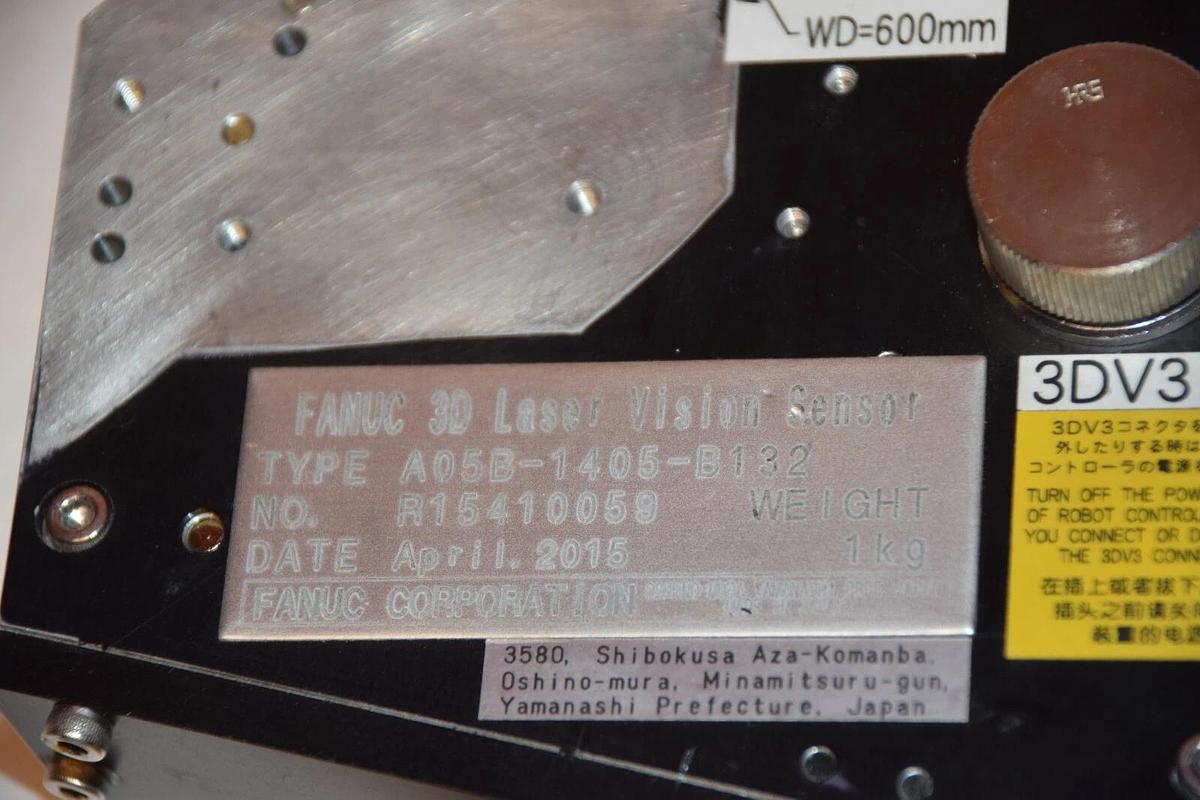 WD=600mm
HRS
FANUC 3D Laser Vision Sensor
TYPE A05B-1405-B132
NO. R15410059 WEIGHT
DATE April. 2015 1kg
FANUC CORPORATION
3580, Shibokusa Aza-Komanba,
Oshino-mura, Minamitsuru-gun,
Yamanashi Prefecture, Japan
3DV3
3DV3コネクタを
外したりする時は
コントローラの電源
TURN OFF THE POW
OF ROBOT CONTRO
YOU CONNECT OR D
THE 3DV3 CONN
在插上或者拔下
插头之前请关
装置的电